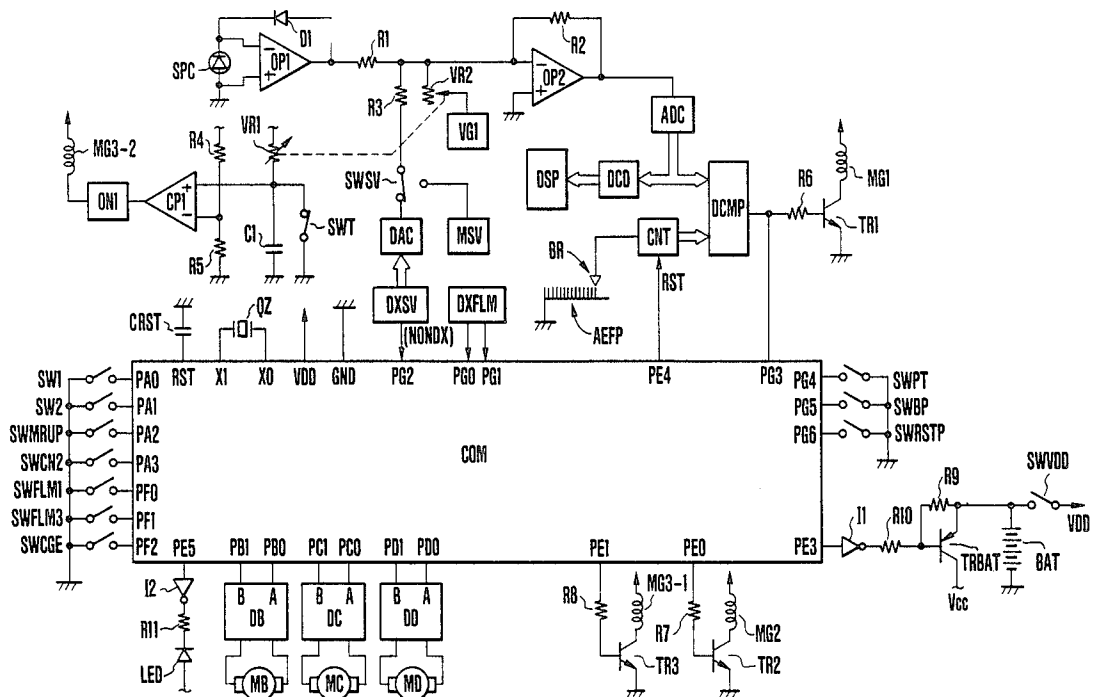 D1
R1
R2
SPC
OP1
OP2
VR2
R3
VG1
ADC
MG3-2
R4
VR1
ON1
CP1
SWSV
DSP
DCD
DCMP
R6
MG1
TR1
R5
C1
SWT
DAC
MSV
BR
CNT
RST
CRST
QZ
DXSV
DXFLM
AEFP
(NONDX)
RST X1 X0 VDD GND PG2 PG0 PG1 PE4 PG3
SW1 PA0
SW2 PA1
SWMRUP PA2
SWCN2 PA3
SWFLM1 PF0
SWFLM3 PF1
SWCGE PF2
COM
PG4 SWPT
PG5 SWBP
PG6 SWRSTP
SWVDD
R9
VDD
PE3 I1 R10
TRBAT BAT
Vcc
PE5 PB1 PB0 PC1 PC0 PD1 PD0 PE1 PE0
I2
R11
LED
B A
DB
B A
DC
B A
DD
MB MC MD
R8
MG3-1
TR3
R7
MG2
TR2